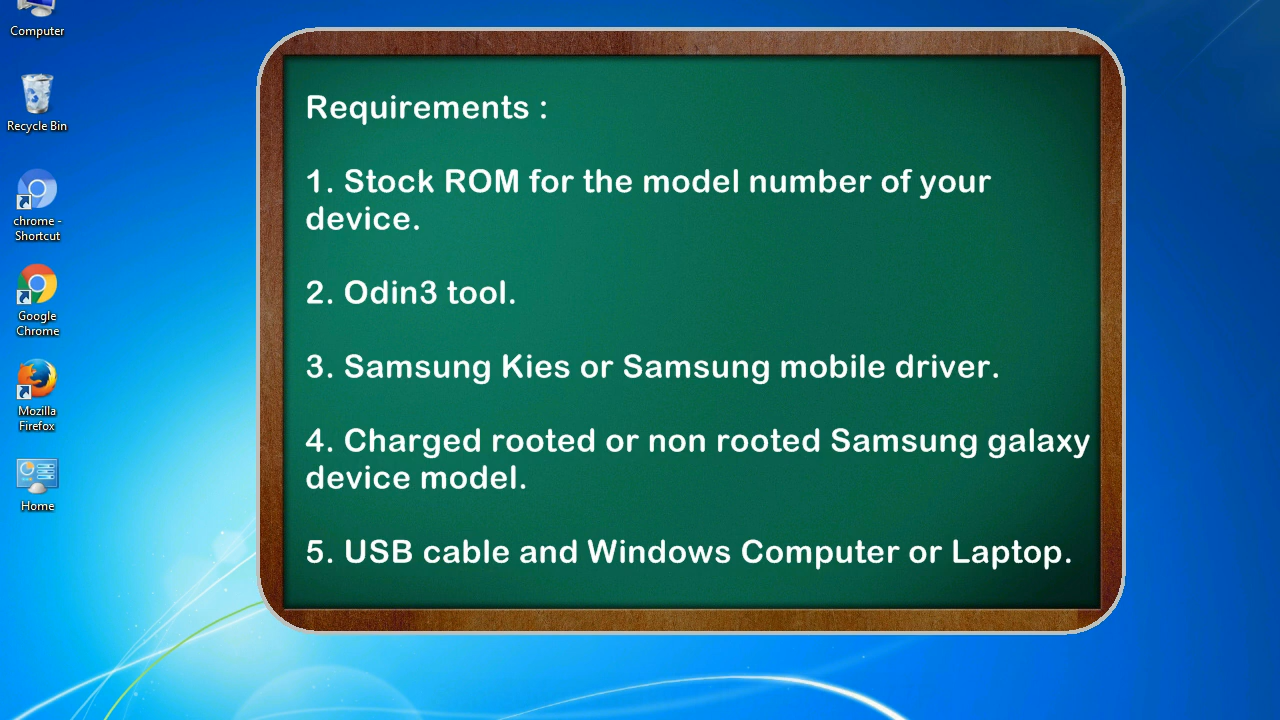 Computer
Recycle Bin
chrome -
Shortcut
Google
Chrome
Mozilla
Firefox
Home
Requirements :
1. Stock ROM for the model number of your
device.
2. Odin3 tool.
3. Samsung Kies or Samsung mobile driver.
4. Charged rooted or non rooted Samsung galaxy
device model.
5. USB cable and Windows Computer or Laptop.